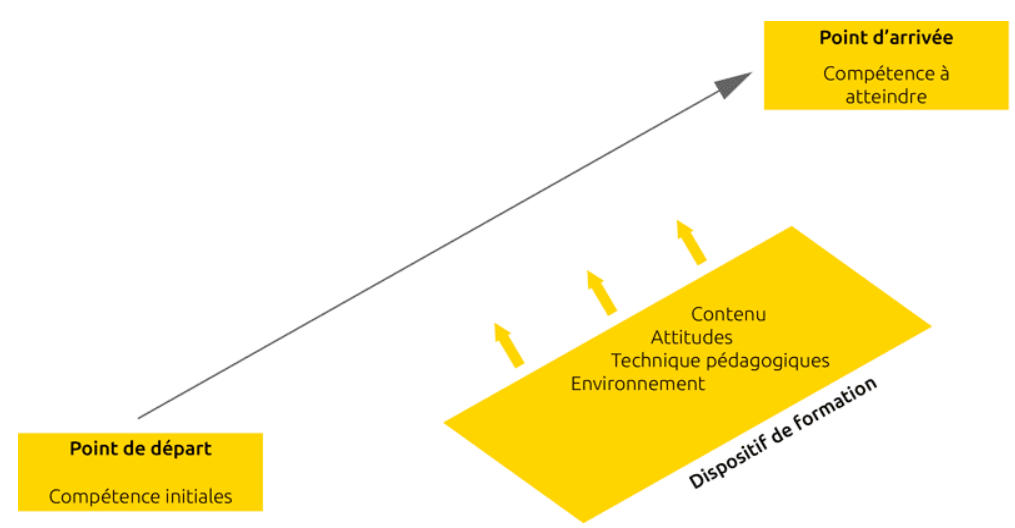 Point d'arrivée
Compétence à
atteindre
Contenu
Attitudes
Technique pédagogiques
Environnement
Dispositif de formation
Point de départ
Compétence initiales